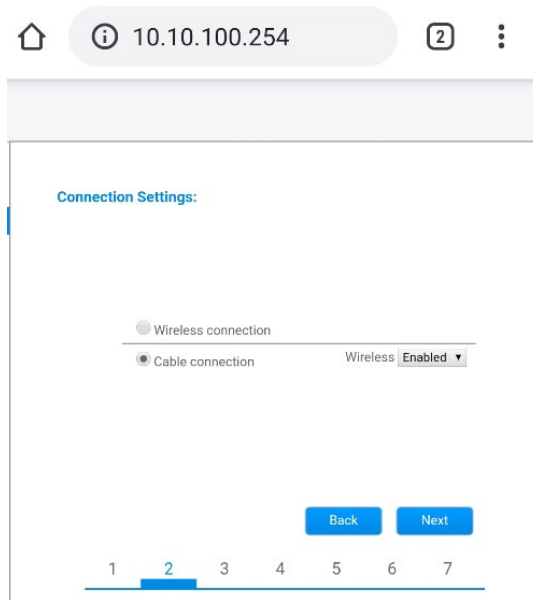 10.10.100.254
2
Connection Settings:
Wireless connection
Cable connection Wireless Enabled
Back Next
1 2 3 4 5 6 7